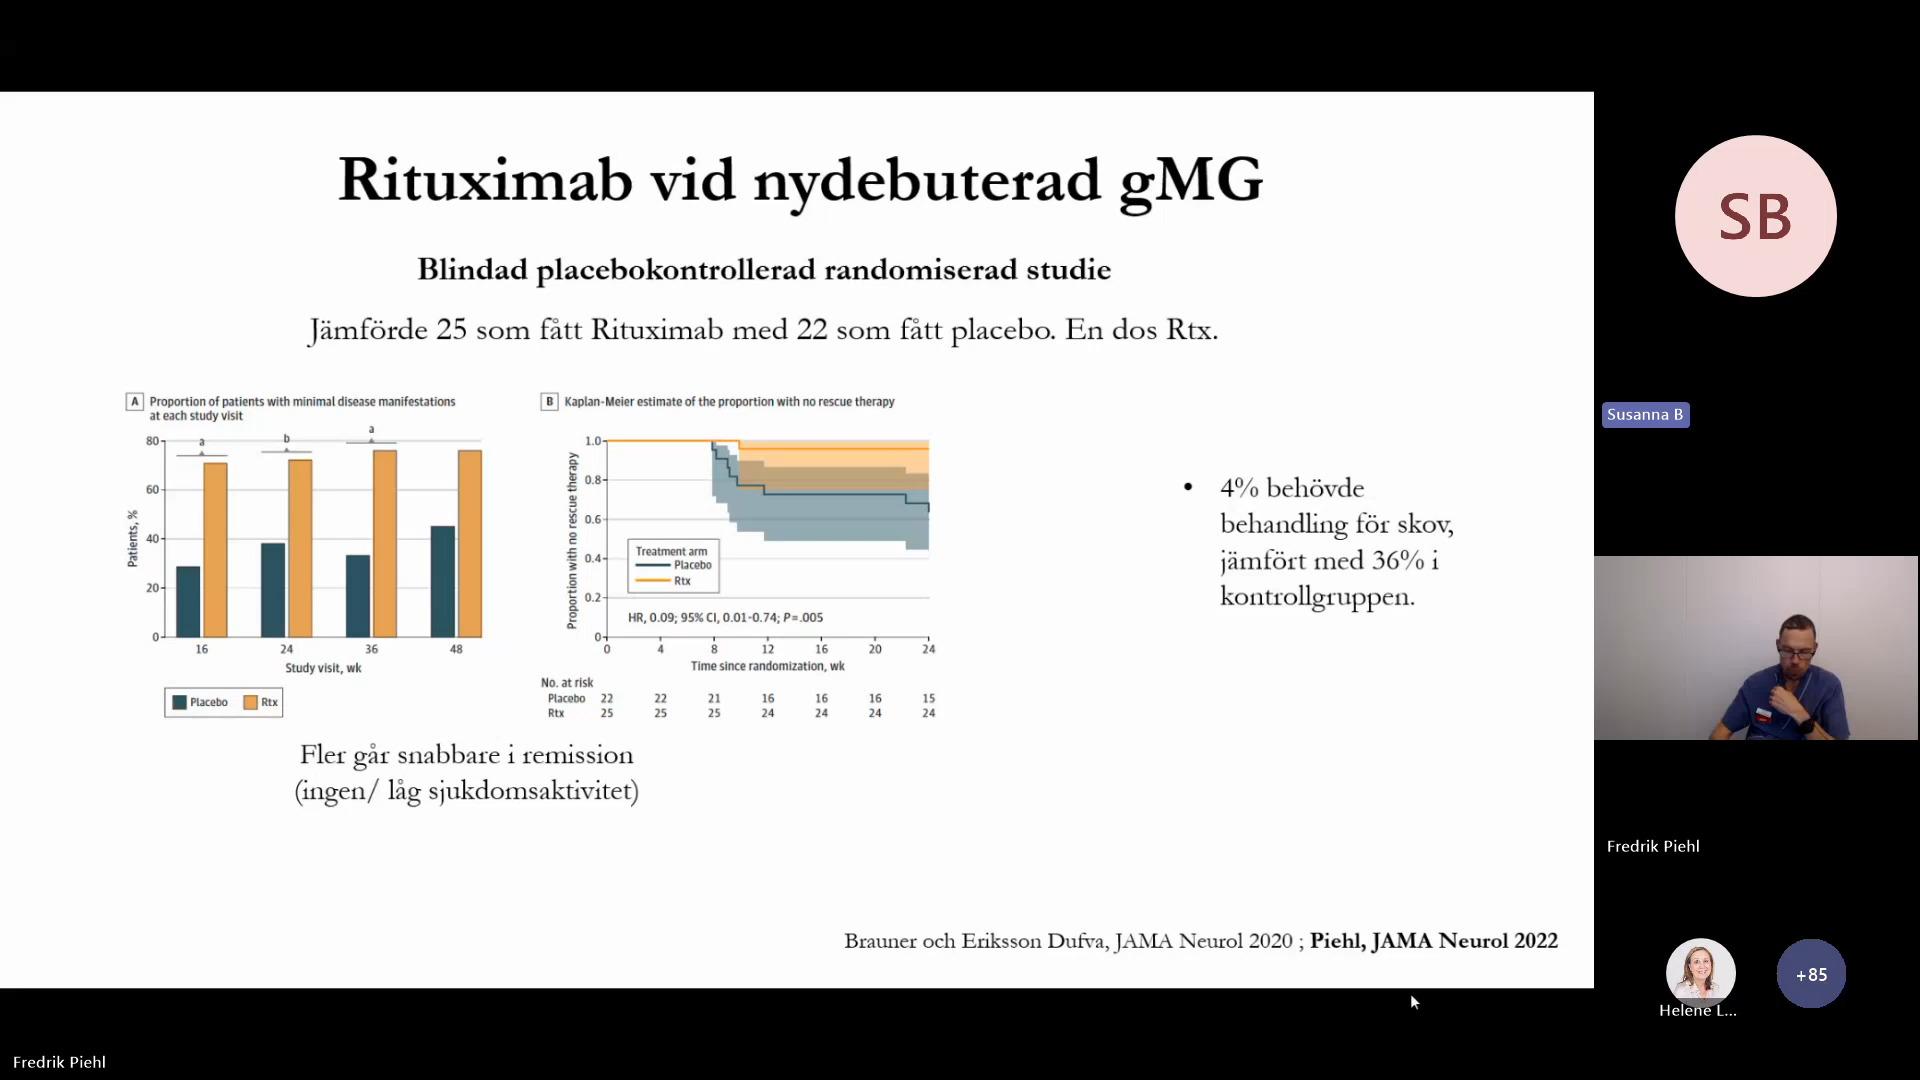 Rituximab vid nydebuterad gMG
Blindad placebokontrollerad randomiserad studie
Jämförde 25 som fått Rituximab med 22 som fått placebo. En dos Rtx.
A Proportion of patients with minimal disease manifestations
at each study visit
80
60
40
20
0
Patients, %
a
b
a
16 24 36 48
Study visit, wk
Placebo Rtx
B Kaplan-Meier estimate of the proportion with no rescue therapy
1.0
0.8
0.6
0.4
0.2
0
Proportion with no rescue therapy
Treatment arm
Placebo
Rtx
HR, 0.09; 95% CI, 0.01-0.74; P=.005
0 4 8 12 16 20 24
Time since randomization, wk
No. at risk
Placebo 22 22 21 16 16 16 15
Rtx 25 25 25 24 24 24 24
Fler går snabbare i remission
(ingen/ låg sjukdomsaktivitet)
• 4% behövde
behandling för skov,
jämfört med 36% i
kontrollgruppen.
Brauner och Eriksson Dufva, JAMA Neurol 2020 ; Piehl, JAMA Neurol 2022
SB
Susanna B
Fredrik Piehl
+85
Helene L...
Fredrik Piehl